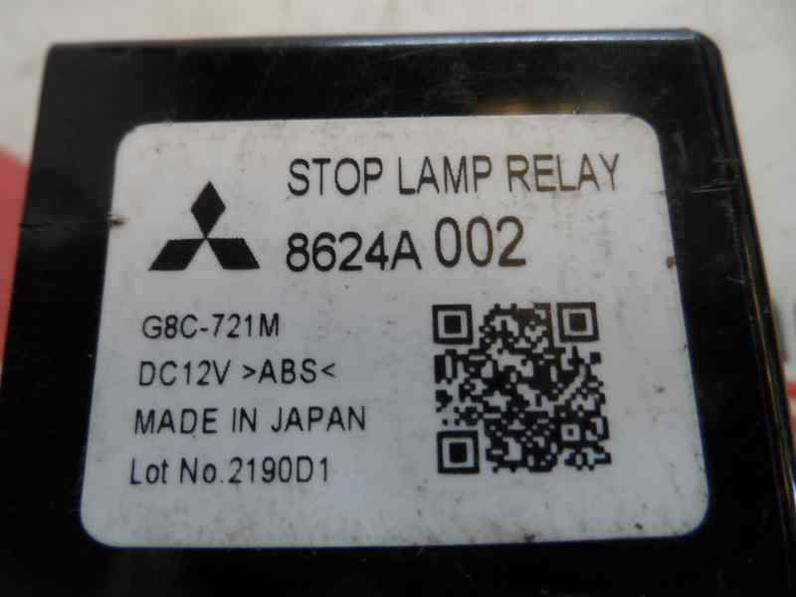 STOP LAMP RELAY
8624A 002
G8C-721M
DC12V >ABS<
MADE IN JAPAN
Lot No.2190D1